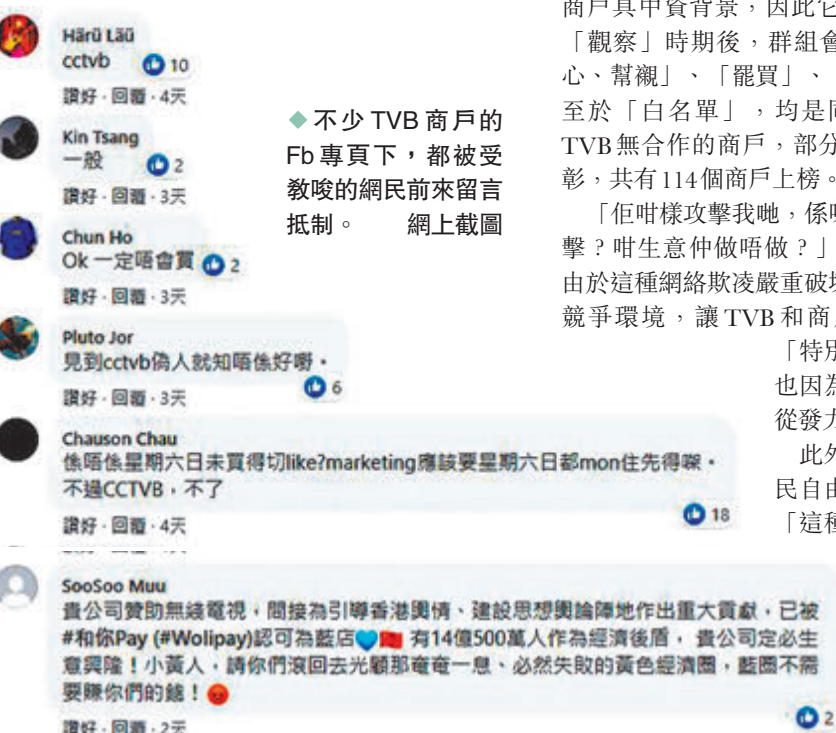 Härü Läü
cctvb 10
讚好 · 回覆 · 4天
Kin Tsang
一般 2
讚好 · 回覆 · 3天
Chun Ho
Ok 一定唔會買 2
讚好 · 回覆 · 3天
Pluto Jor
見到cctvb偽人就知唔係好嘢。
6
讚好 · 回覆 · 3天
Chauson Chau
係唔係星期六日未買得切like?marketing應該要星期六日都mon住先得㗎。
不過CCTVB,不了
18
讚好 · 回覆 · 4天
SooSoo Muu
貴公司贊助無綫電視,間接為引導香港輿情、建設思想輿論陣地作出重大貢獻,已被
#和你Pay (#Wolipay)認可為藍店💙🇨🇳 有14億500萬人作為經濟後盾, 貴公司定必生
意興隆!小黃人,請你們滾回去光顧那奄奄一息、必然失敗的黃色經濟圈,藍圈不需
要賺你們的錢!😡
2
讚好 · 回覆 · 2天
◆不少 TVB 商戶的
Fb 專頁下,都被受
教唆的網民前來留言
抵制。 網上截圖
商戶具中資背景,因此它
「觀察」時期後,群組會
心、幫襯」、「罷買」、
至於「白名單」,均是同
TVB無合作的商戶,部分
彰,共有114個商戶上榜。
「佢咁樣攻擊我哋,係
擊?咁生意仲做唔做?」
由於這種網絡欺凌嚴重破壞
競爭環境,讓 TVB 和商
「特別
也因為
從發力
此外
民自由
「這種